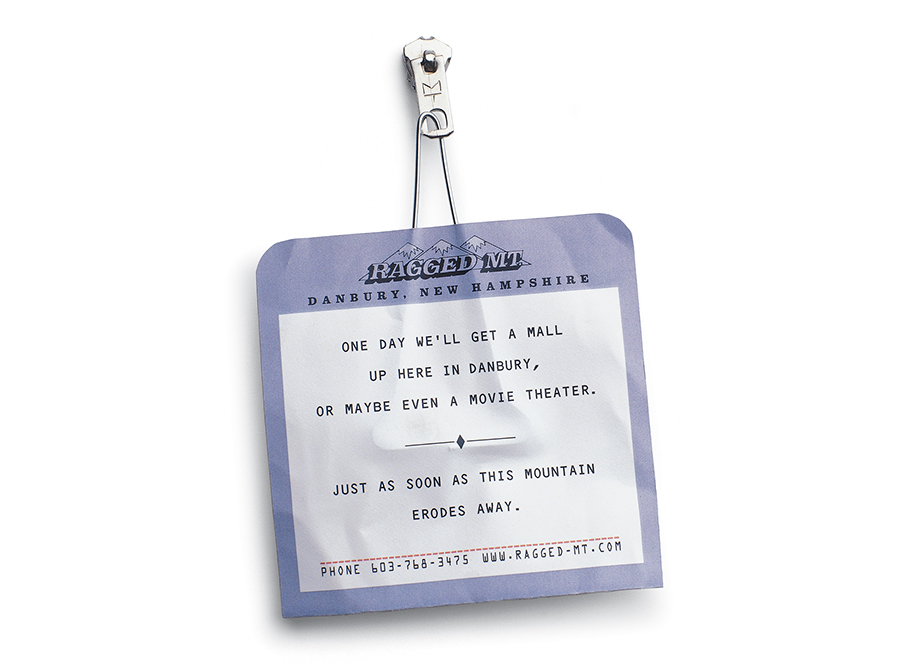 RAGGED MT
DANBURY, NEW HAMPSHIRE
ONE DAY WE'LL GET A MALL
UP HERE IN DANBURY,
OR MAYBE EVEN A MOVIE THEATER.
JUST AS SOON AS THIS MOUNTAIN
ERODES AWAY.
PHONE 603-768-3475 WWW.RAGGED-MT.COM